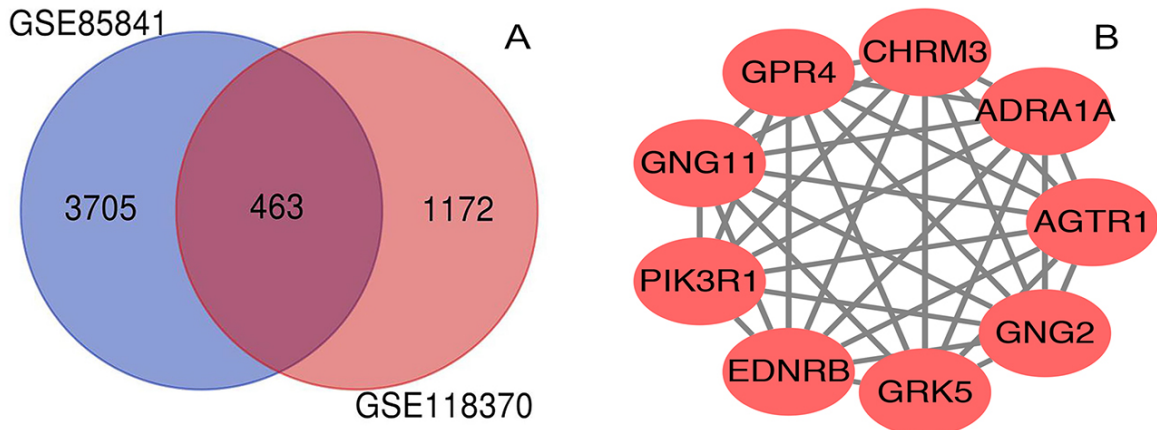 GSE85841
A
3705
463
1172
GSE118370
B
CHRM3
GPR4
ADRA1A
GNG11
AGTR1
PIK3R1
GNG2
EDNRB
GRK5